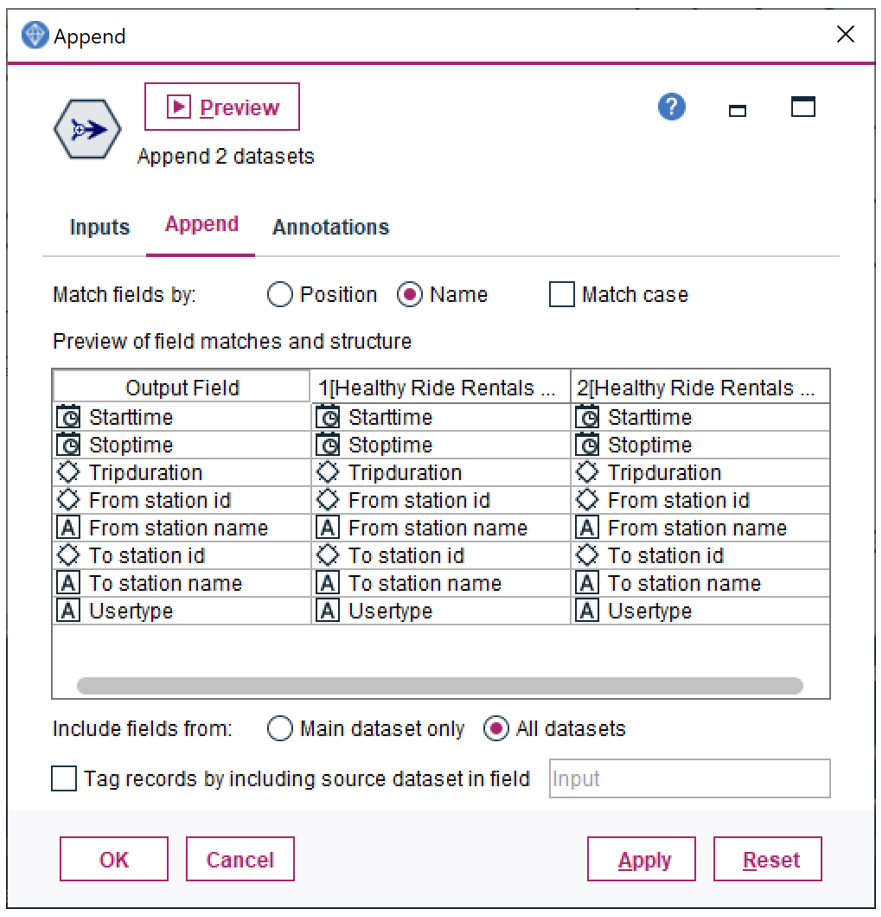 Append
Preview
Append 2 datasets
Inputs Append Annotations
Match fields by: Position Name Match case
Preview of field matches and structure
Output Field 1[Healthy Ride Rentals ... 2[Healthy Ride Rentals ...
Starttime Starttime Starttime
Stoptime Stoptime Stoptime
Tripduration Tripduration Tripduration
From station id From station id From station id
A From station name A From station name A From station name
To station id To station id To station id
A To station name A To station name A To station name
A Usertype A Usertype A Usertype
Include fields from: Main dataset only All datasets
Tag records by including source dataset in field Input
OK Cancel Apply Reset